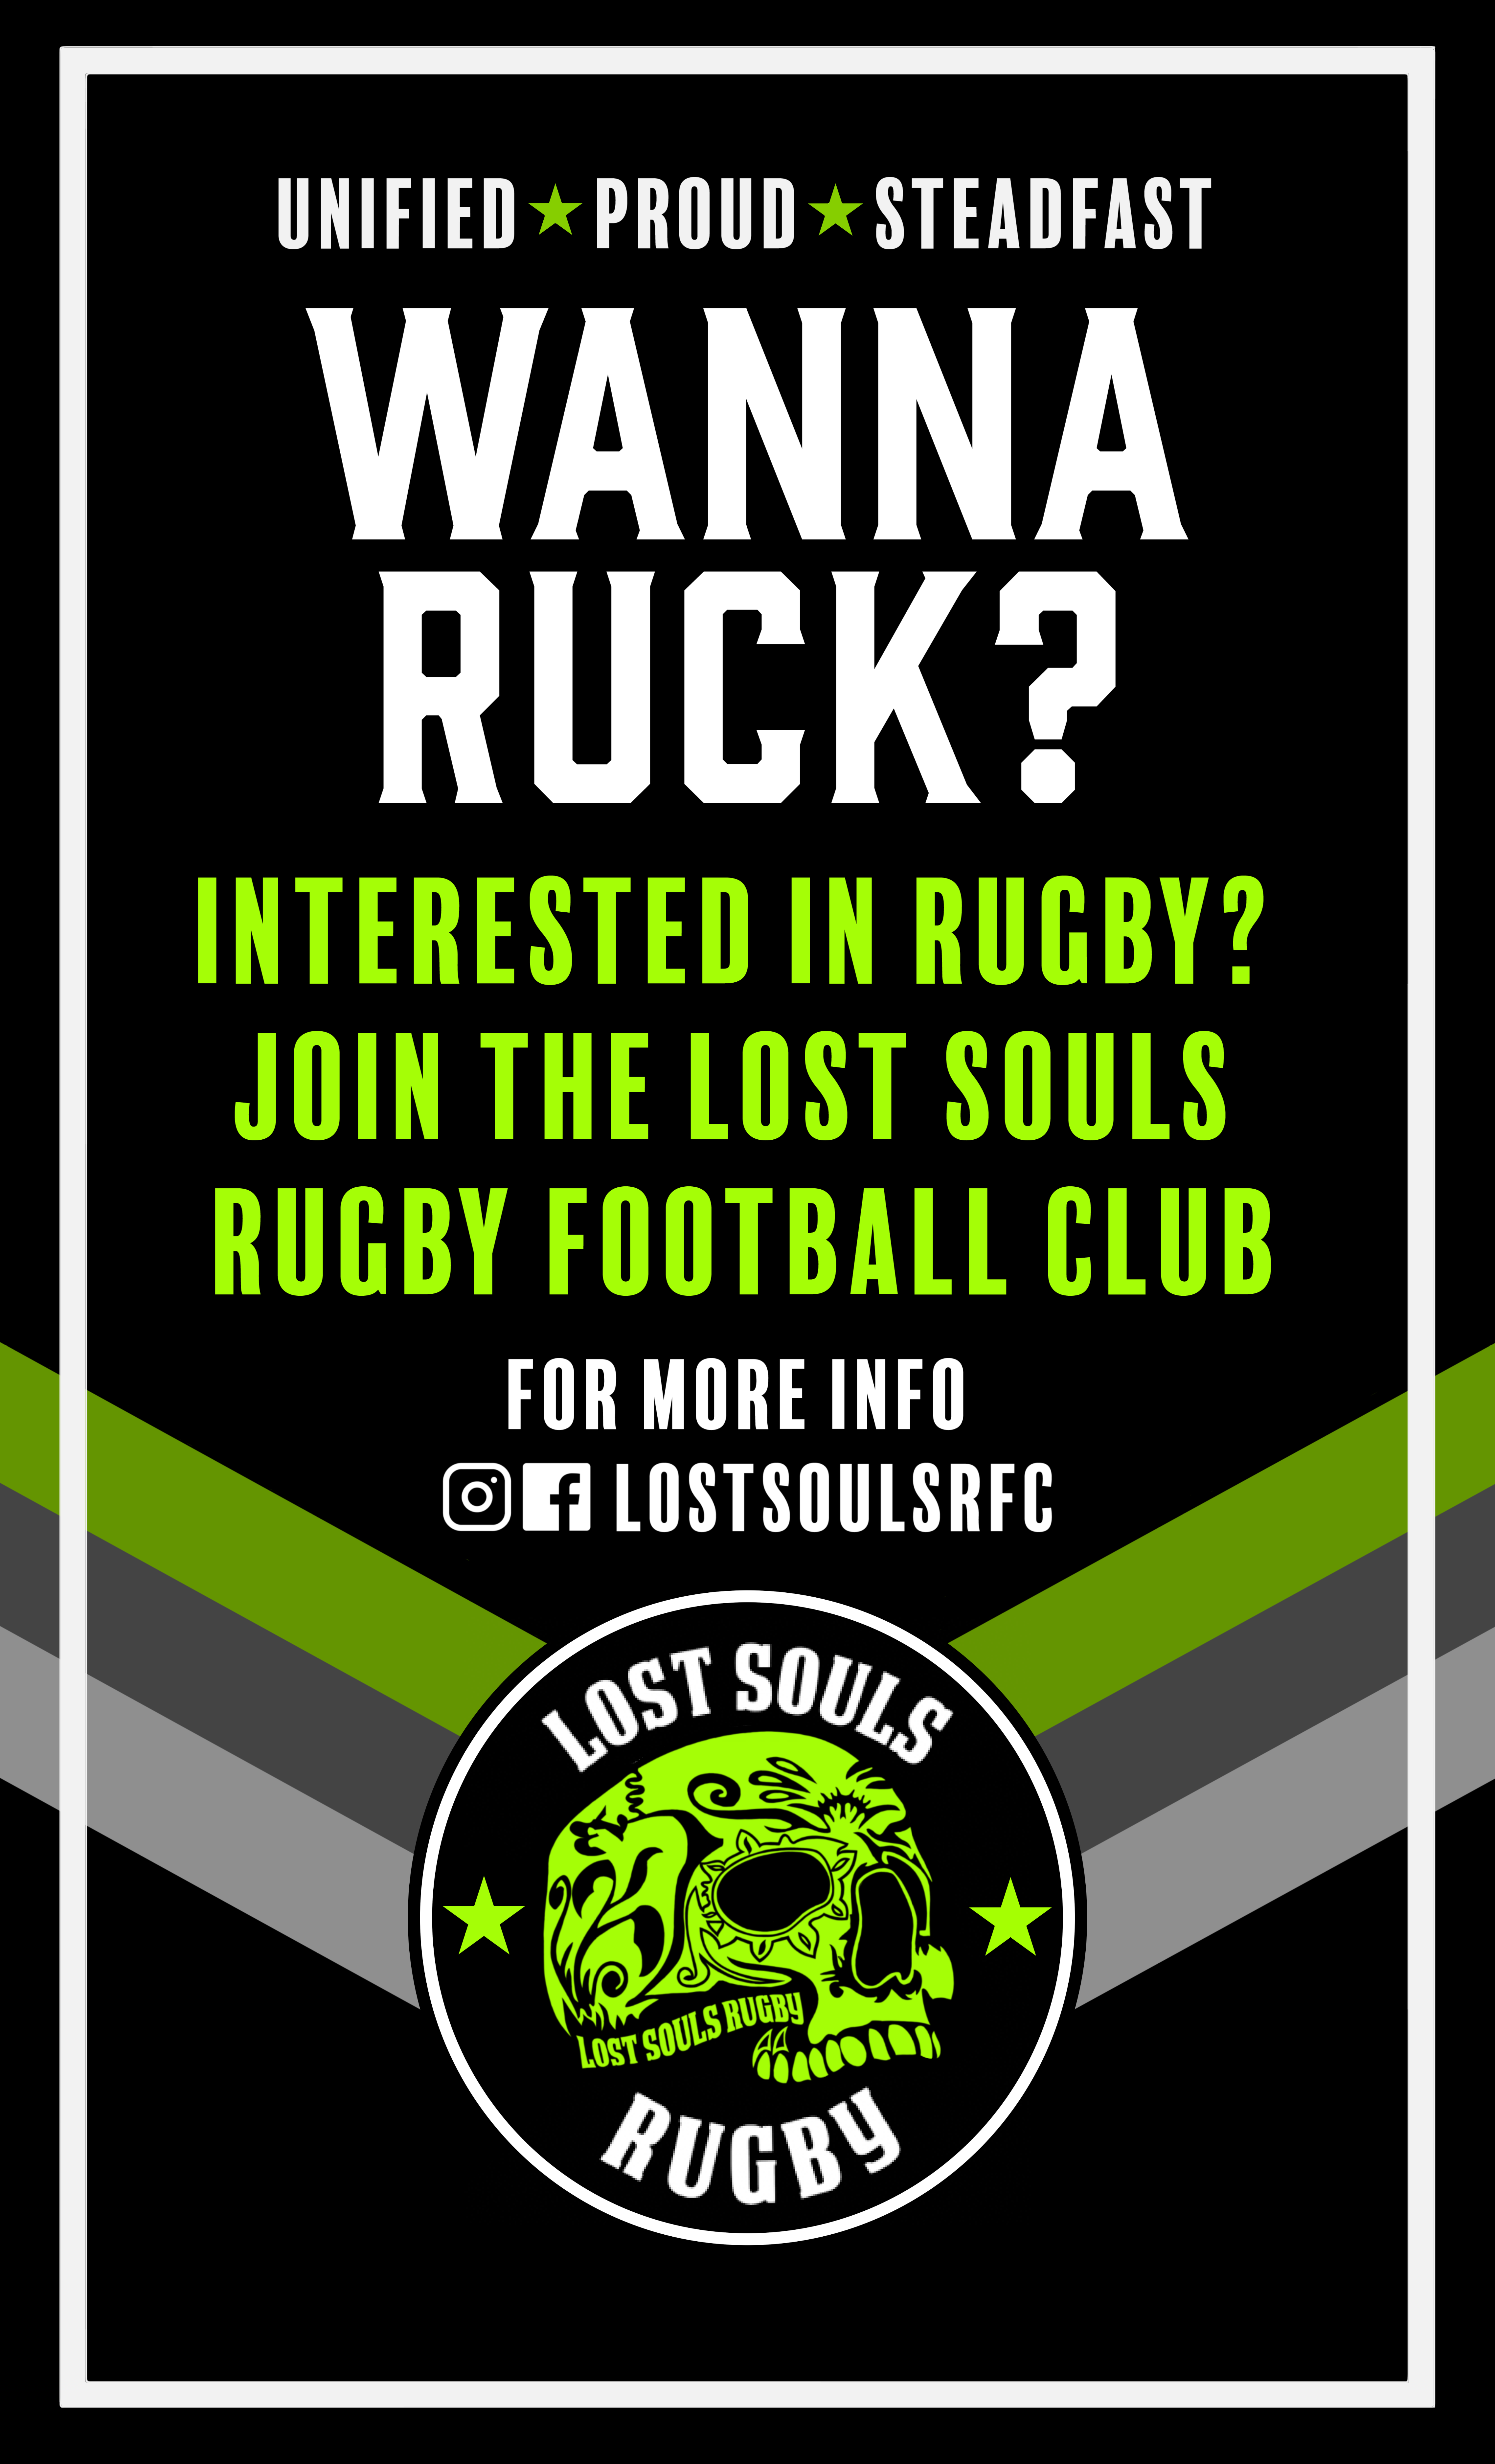 UNIFIED★PROUD★STEADFAST
WANNA
RUCK?
INTERESTED IN RUGBY?
JOIN THE LOST SOULS
RUGBY FOOTBALL CLUB
FOR MORE INFO
LOSTSOULSRFC
LOST SOULS
LOST SOULS RUGBY
RUGBY